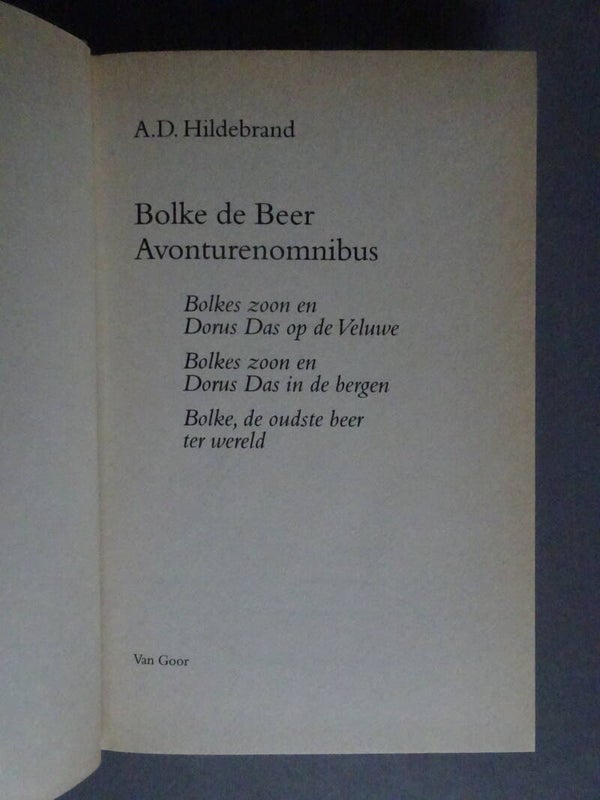 A.D. Hildebrand
Bolke de Beer
Avonturenomnibus
Bolkes zoon en
Dorus Das op de Veluwe
Bolkes zoon en
Dorus Das in de bergen
Bolke, de oudste beer
ter wereld
Van Goor